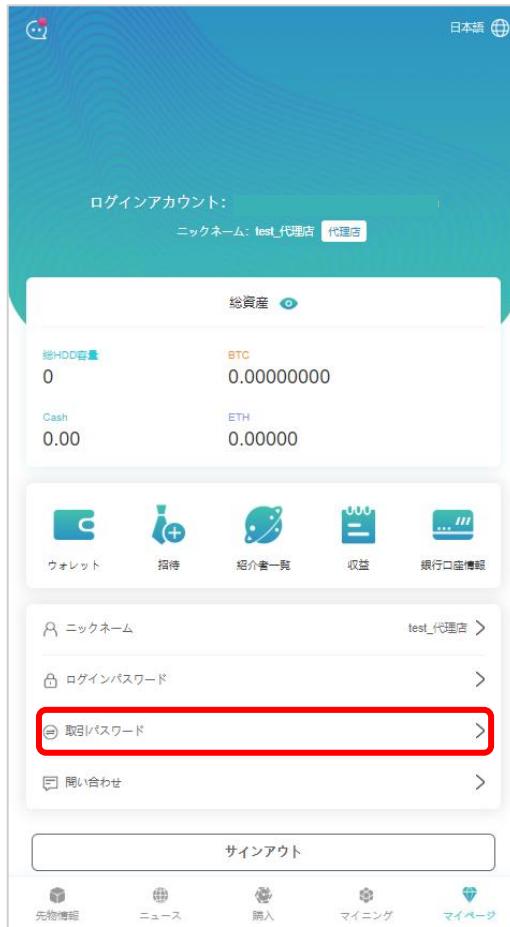 日本語
ログインアカウント:
ニックネーム: test_代理店 代理店
総資産
総HDD容量 BTC
0 0.00000000
Cash ETH
0.00 0.00000
ウォレット 招待 紹介者一覧 収益 銀行口座情報
ニックネーム test_代理店
ログインパスワード
取引パスワード
問い合わせ
サインアウト
先物情報 ニュース 購入 マイニング マイページ